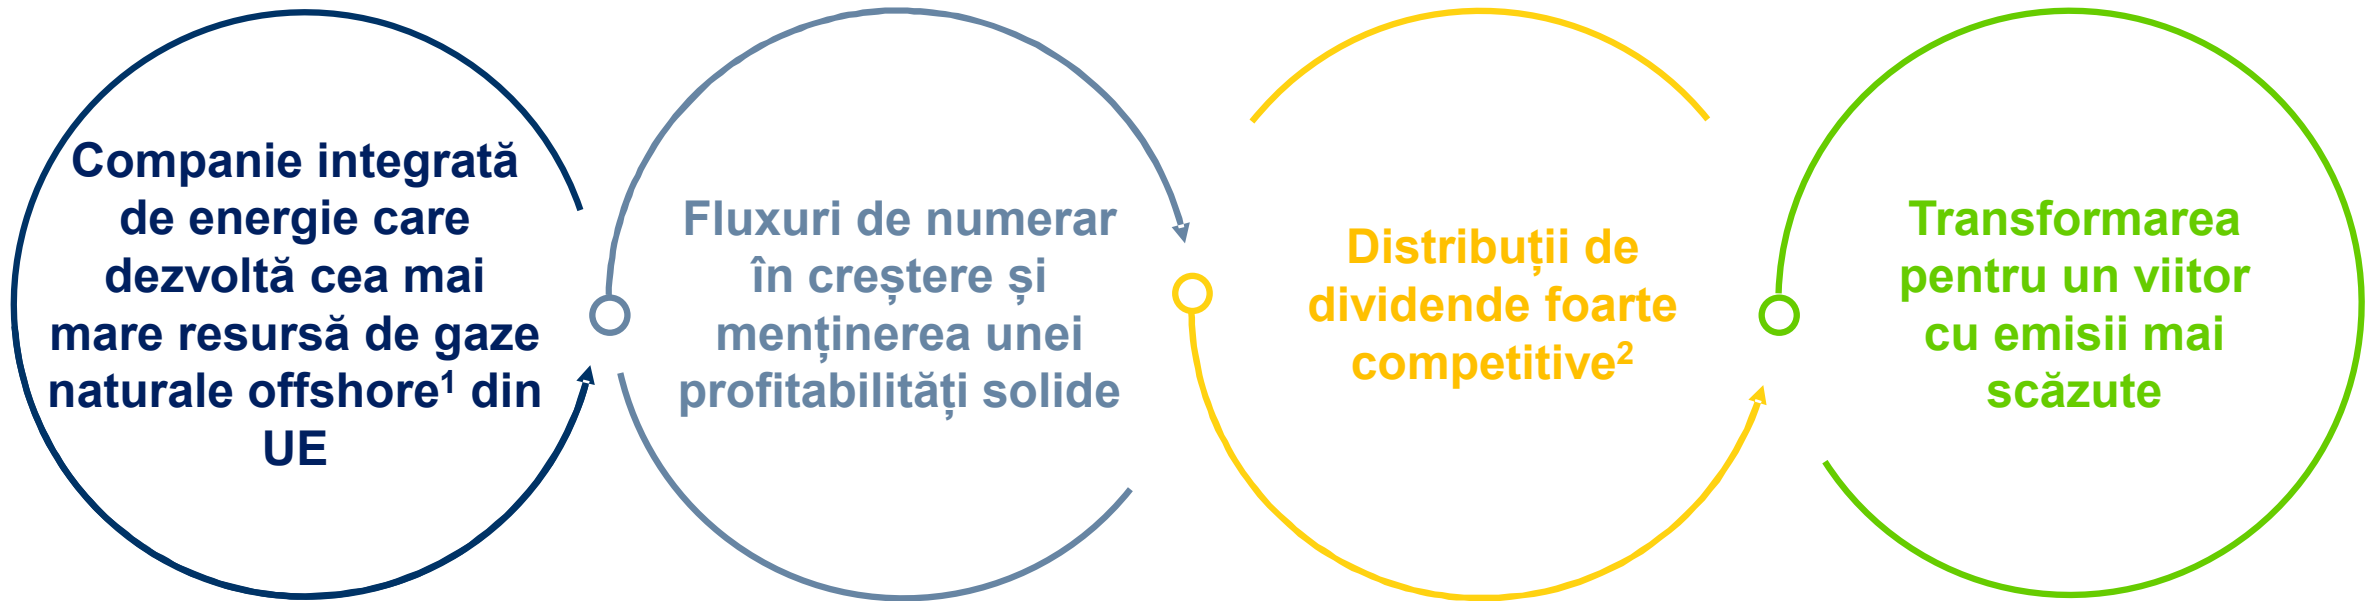 Companie integrată
de energie care
dezvoltă cea mai
mare resursă de gaze
naturale offshore¹ din
UE
Fluxuri de numerar
în creștere și
menținerea unei
profitabilități solide
Distribuții de
dividende foarte
competitive²
Transformarea
pentru un viitor
cu emisii mai
scăzute